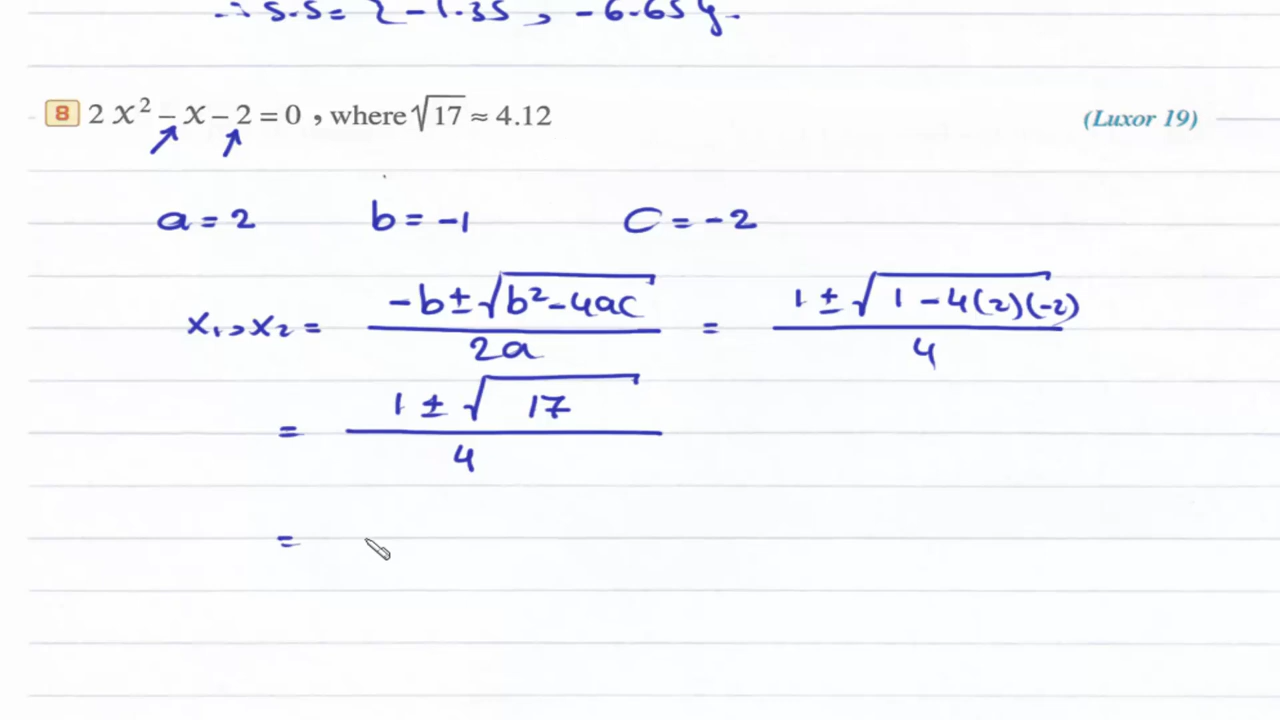 ∴ S.S = {-1.35, -6.65}.
8 2x² – x – 2 = 0 , where √17 ≈ 4.12 (Luxor 19)
a = 2 b = -1 C = -2
x₁, x₂ = (-b ± √(b² - 4ac)) / 2a = (1 ± √(1 - 4(2)(-2))) / 4
= (1 ± √17) / 4
=